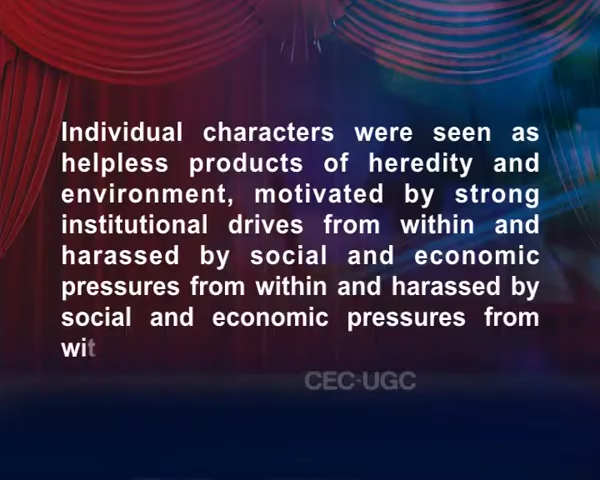 Individual characters were seen as
helpless products of heredity and
environment, motivated by strong
institutional drives from within and
harassed by social and economic
pressures from within and harassed by
social and economic pressures from
wit
CEC-UGC